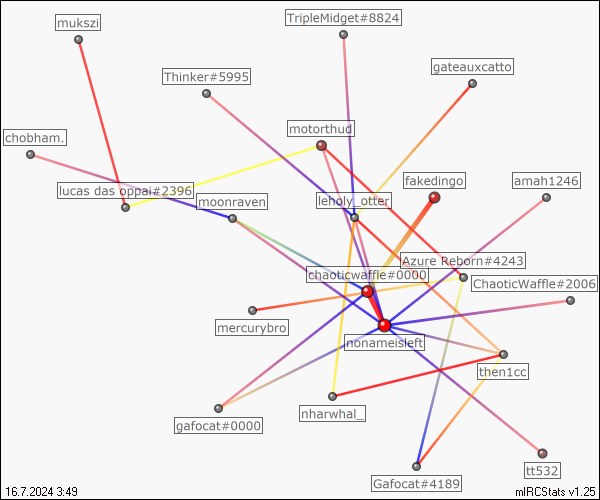 TripleMidget#8824
mukszi
gateauxcatto
Thinker#5995
motorthud
chobham.
fakedingo
amah1246
lucas das oppai#2396
moonraven
leholy_otter
Azure Reborn#4243
chaoticwaffle#0000
ChaoticWaffle#2006
mercurybro
nonameisleft
then1cc
nharwhal_
gafocat#0000
tt532
Gafocat#4189
16.7.2024 3:49
mIRCStats v1.25